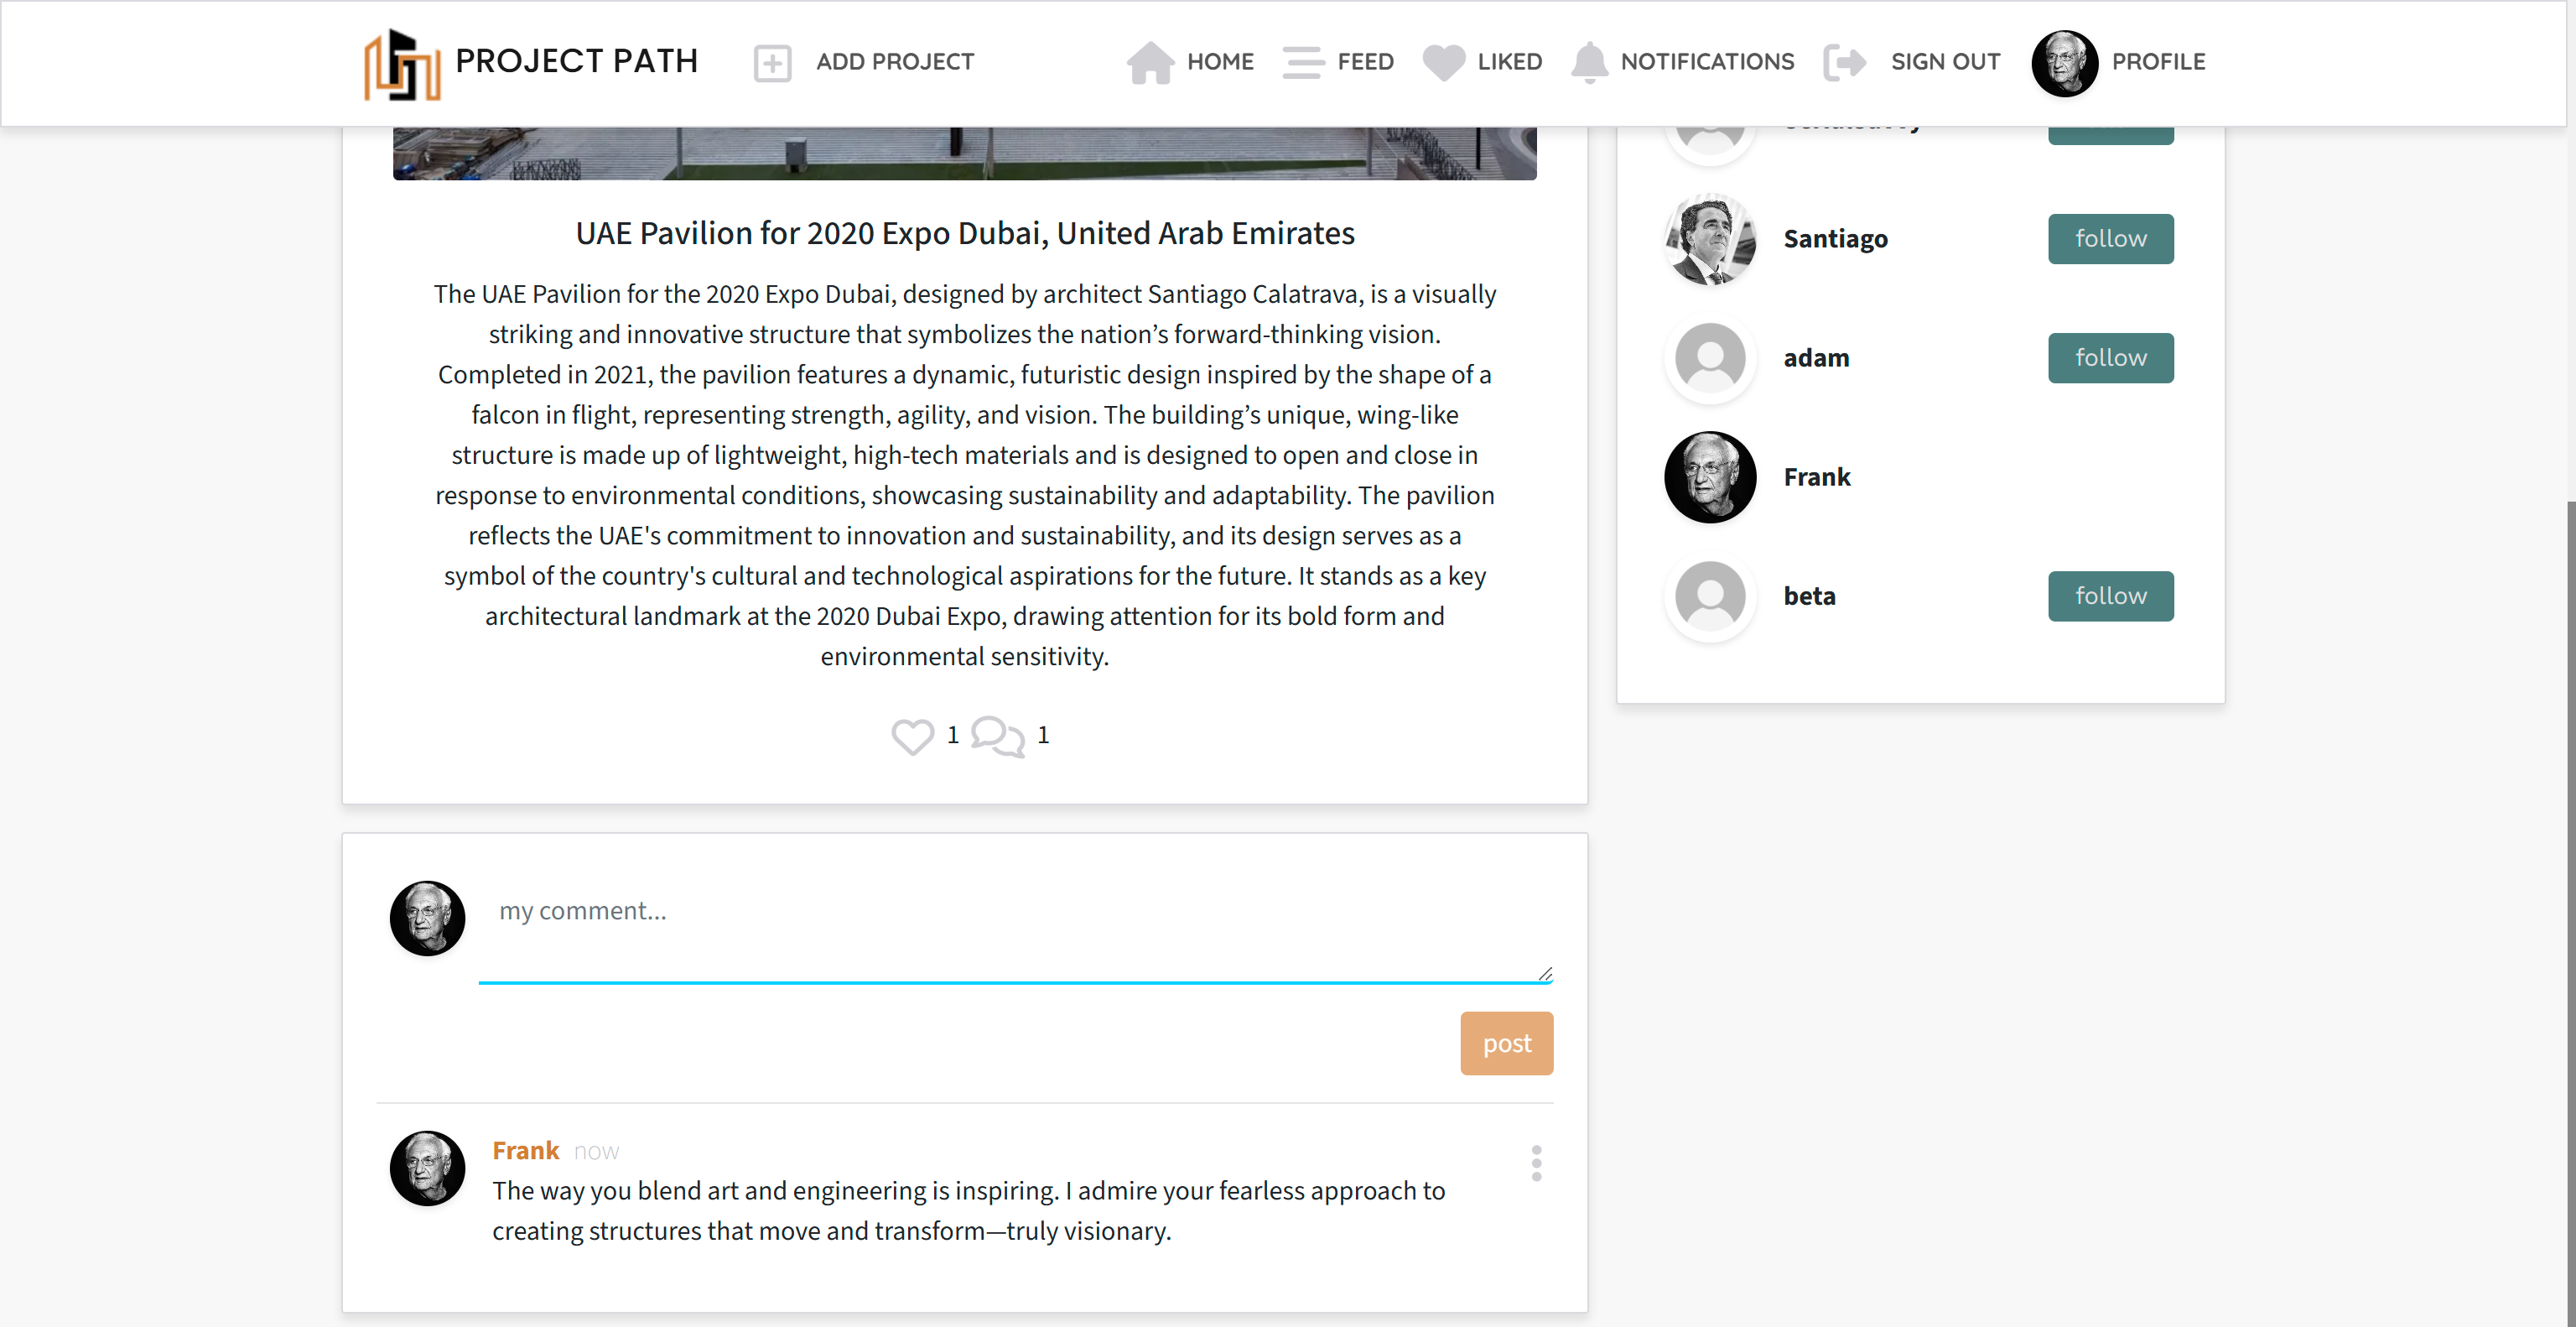 PROJECT PATH
ADD PROJECT
HOME
FEED
LIKED
NOTIFICATIONS
SIGN OUT
PROFILE
UAE Pavilion for 2020 Expo Dubai, United Arab Emirates
The UAE Pavilion for the 2020 Expo Dubai, designed by architect Santiago Calatrava, is a visually
striking and innovative structure that symbolizes the nation’s forward-thinking vision.
Completed in 2021, the pavilion features a dynamic, futuristic design inspired by the shape of a
falcon in flight, representing strength, agility, and vision. The building’s unique, wing-like
structure is made up of lightweight, high-tech materials and is designed to open and close in
response to environmental conditions, showcasing sustainability and adaptability. The pavilion
reflects the UAE's commitment to innovation and sustainability, and its design serves as a
symbol of the country's cultural and technological aspirations for the future. It stands as a key
architectural landmark at the 2020 Dubai Expo, drawing attention for its bold form and
environmental sensitivity.
1
1
my comment...
post
Frank now
The way you blend art and engineering is inspiring. I admire your fearless approach to
creating structures that move and transform—truly visionary.
Santiago
follow
adam
follow
Frank
beta
follow